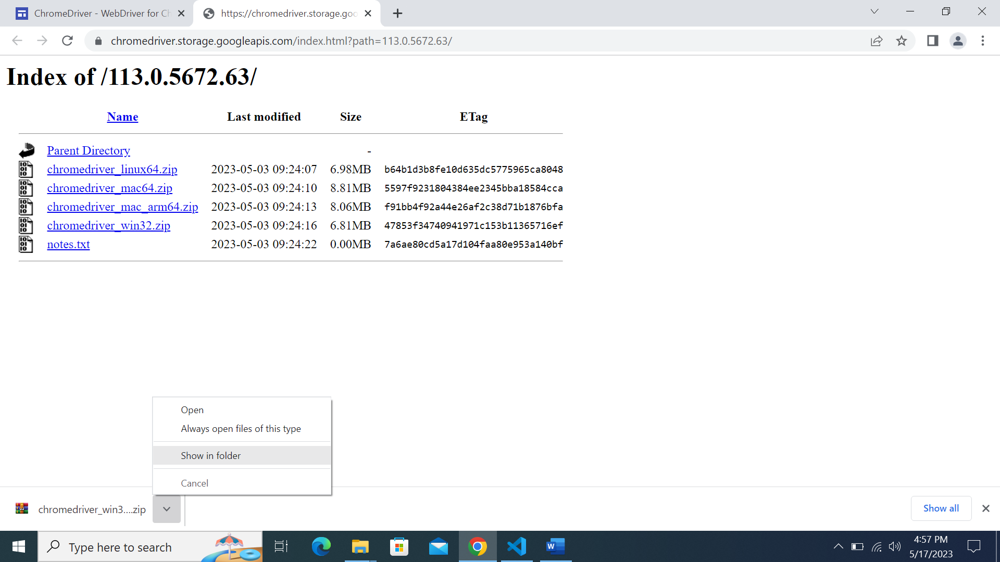 ChromeDriver - WebDriver for Ch
https://chromedriver.storage.goo
chromedriver.storage.googleapis.com/index.html?path=113.0.5672.63/
Index of /113.0.5672.63/
Name Last modified Size ETag
Parent Directory -
chromedriver_linux64.zip 2023-05-03 09:24:07 6.98MB b64b1d3b8fe10d635dc5775965ca8048
chromedriver_mac64.zip 2023-05-03 09:24:10 8.81MB 5597f9231804384ee2345bba18584cca
chromedriver_mac_arm64.zip 2023-05-03 09:24:13 8.06MB f91bb4f92a44e26af2c38d71b1876bfa
chromedriver_win32.zip 2023-05-03 09:24:16 6.81MB 47853f34740941971c153b11365716ef
notes.txt 2023-05-03 09:24:22 0.00MB 7a6ae80cd5a17d104faa80e953a140bf
Open
Always open files of this type
Show in folder
Cancel
chromedriver_win3....zip
Show all
Type here to search
4:57 PM
5/17/2023